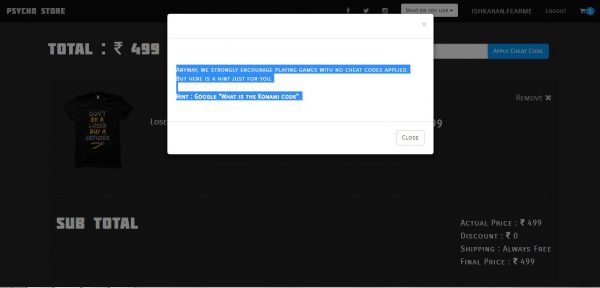 PSYCHO STORE
What do you like
ISHKARAN.FEARME
Logout
1
×
TOTAL : ₹ 499
Apply Cheat Code
Anyway, we strongly encourage playing games with no cheat codes applied.
But here is a hint just for you.
Hint : Google "What is the Konami code"
Close
Remove ✖
DON'T
BE A
LOSER
BUY A
DEFUSER
SUB TOTAL
Actual Price : ₹ 499
Discount : ₹ 0
Shipping : Always Free
Final Price : ₹ 499